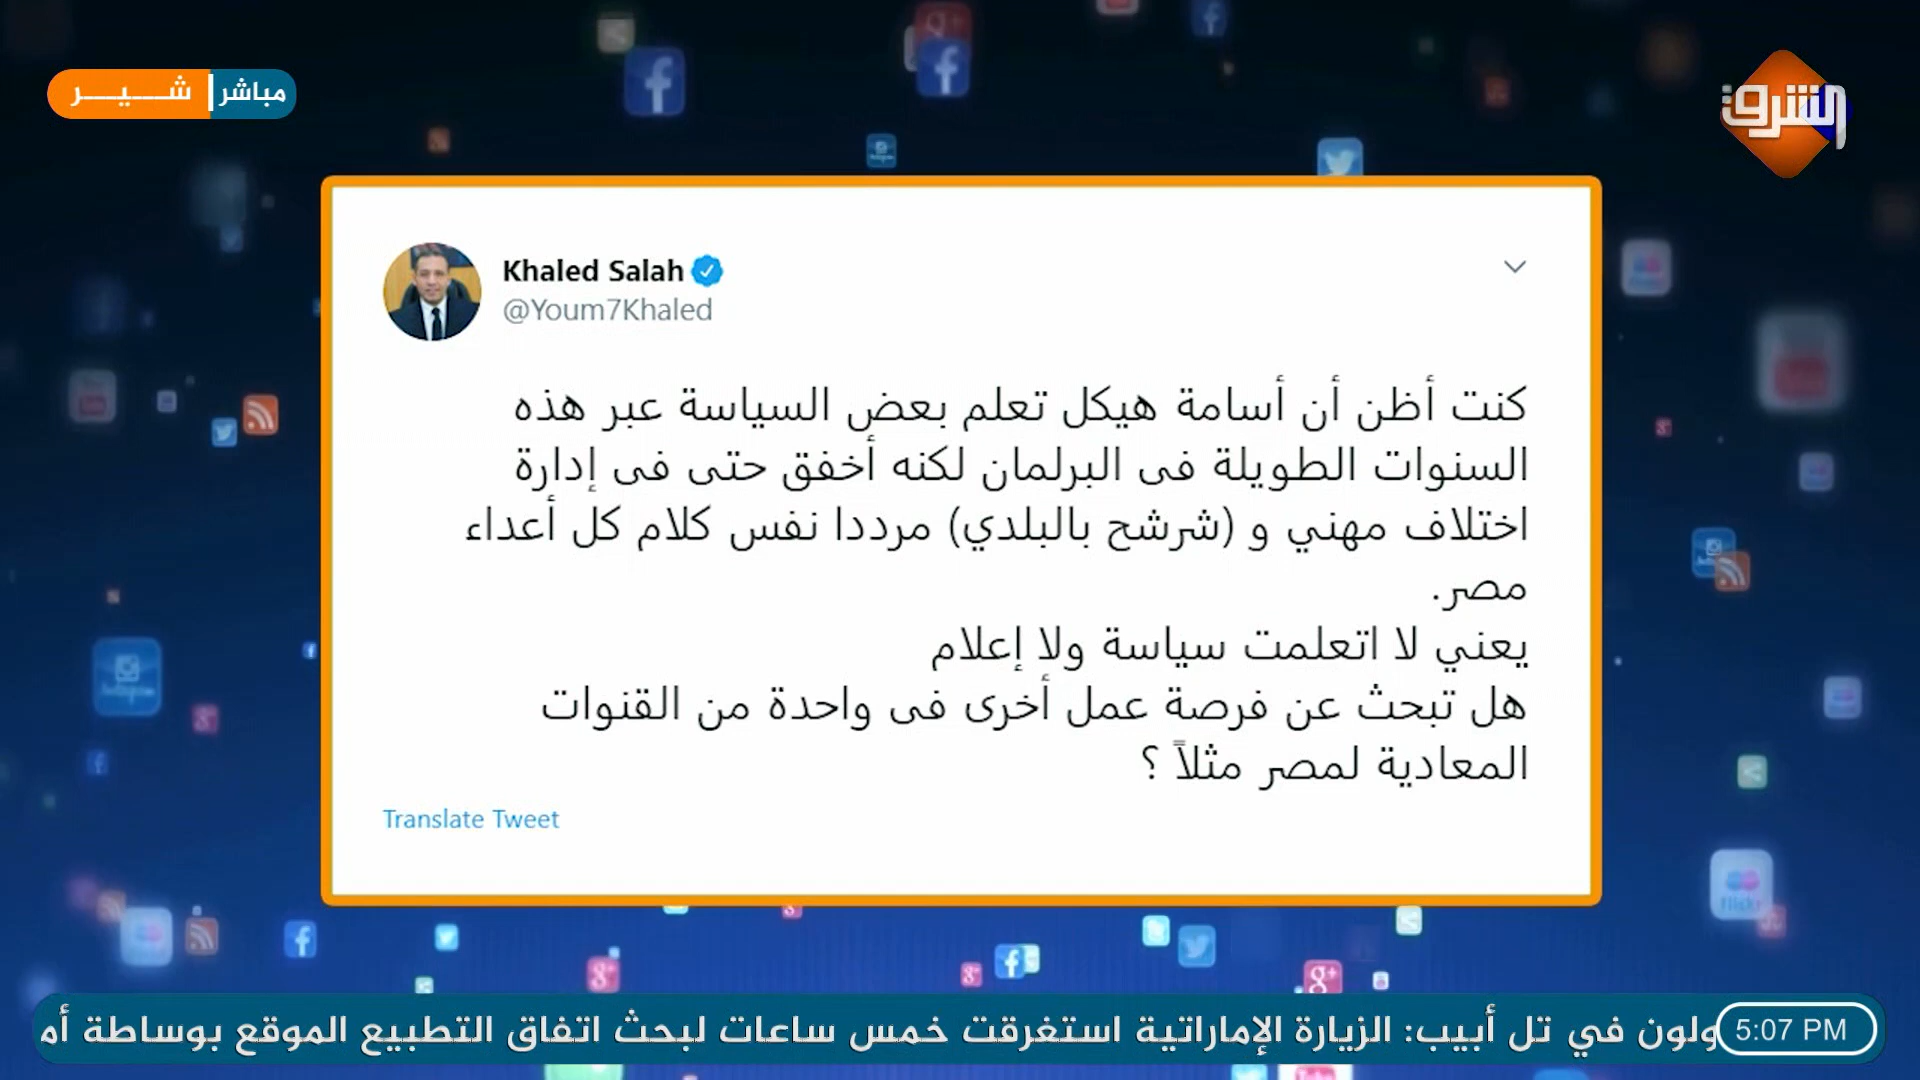 مباشر
شير
الشرق
Khaled Salah
@Youm7Khaled
كنت أظن أن أسامة هيكل تعلم بعض السياسة عبر هذه
السنوات الطويلة فى البرلمان لكنه أخفق حتى فى إدارة
اختلاف مهني و (شرشح بالبلدي) مرددا نفس كلام كل أعداء
مصر.
يعني لا اتعلمت سياسة ولا إعلام
هل تبحث عن فرصة عمل أخرى فى واحدة من القنوات
المعادية لمصر مثلاً ؟
Translate Tweet
في تل أبيب: الزيارة الإماراتية استغرقت خمس ساعات لبحث اتفاق التطبيع الموقع بوساطة
5:07 PM